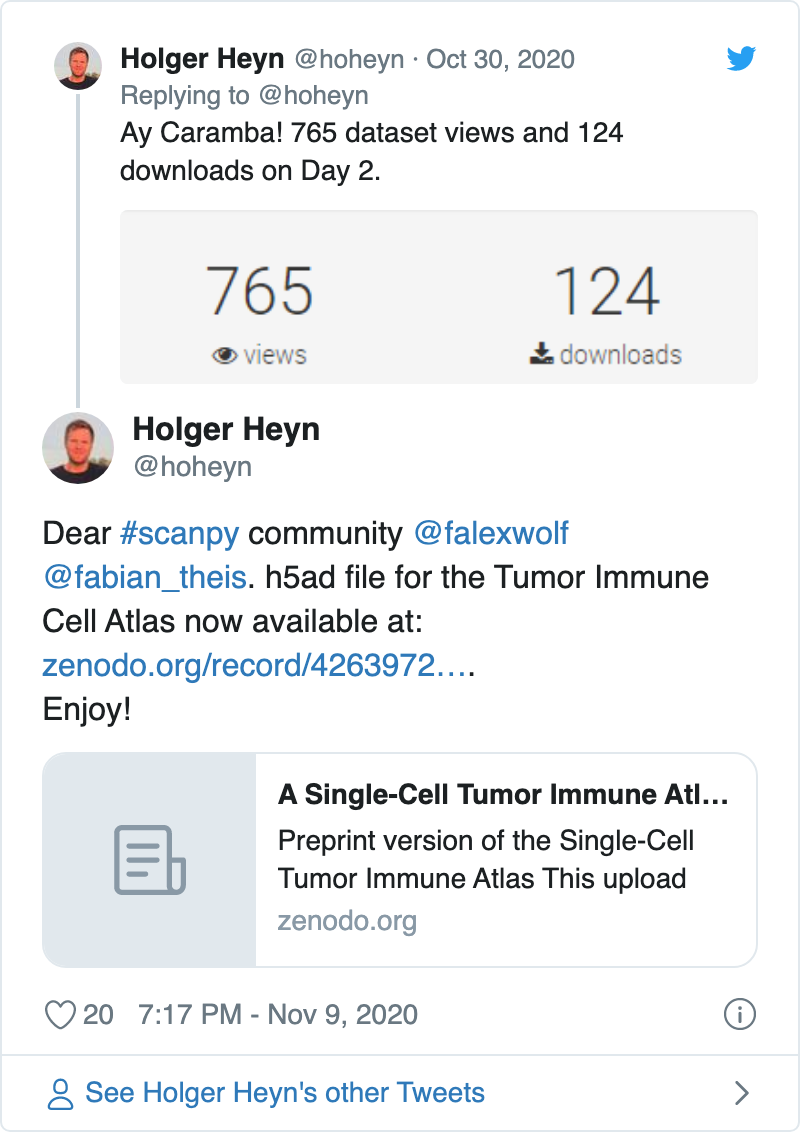 Holger Heyn @hoheyn · Oct 30, 2020
Replying to @hoheyn
Ay Caramba! 765 dataset views and 124
downloads on Day 2.
765
views
124
downloads
Holger Heyn
@hoheyn
Dear #scanpy community @falexwolf
@fabian_theis. h5ad file for the Tumor Immune
Cell Atlas now available at:
zenodo.org/record/4263972….
Enjoy!
A Single-Cell Tumor Immune Atl...
Preprint version of the Single-Cell
Tumor Immune Atlas This upload
zenodo.org
20 7:17 PM - Nov 9, 2020
See Holger Heyn's other Tweets